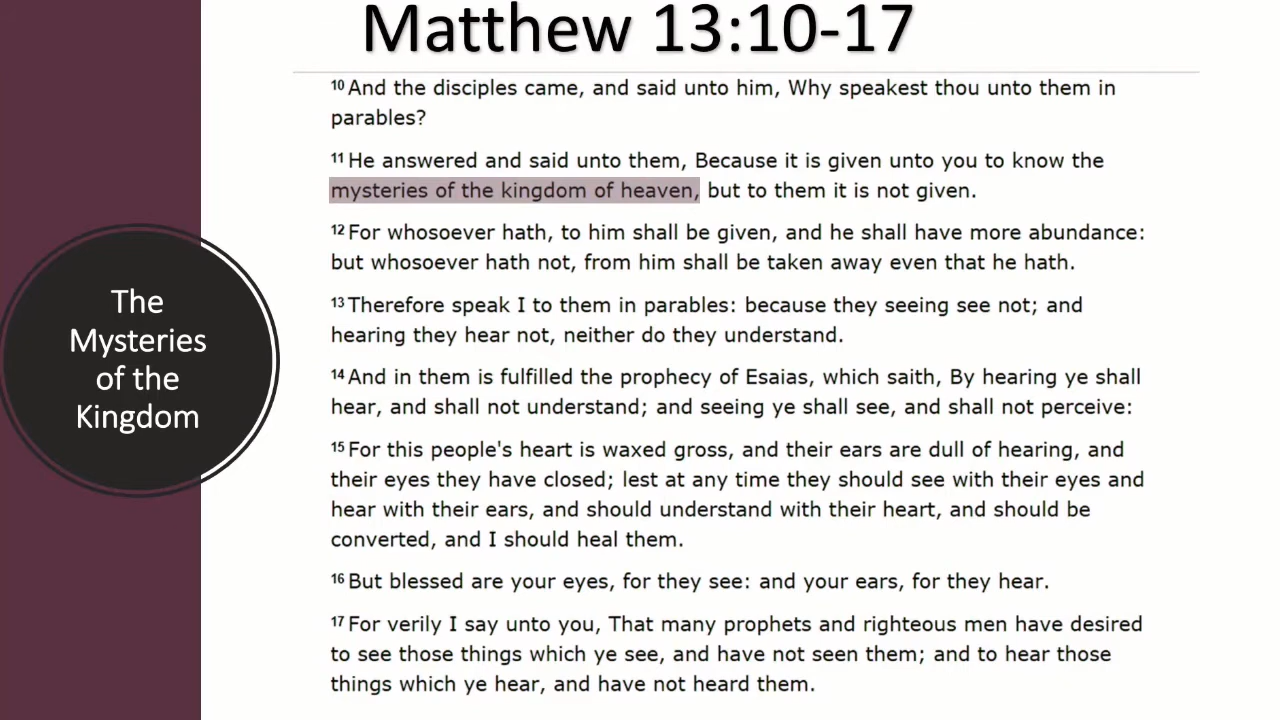 Matthew 13:10-17
10 And the disciples came, and said unto him, Why speakest thou unto them in
parables?
11 He answered and said unto them, Because it is given unto you to know the
mysteries of the kingdom of heaven, but to them it is not given.
12 For whosoever hath, to him shall be given, and he shall have more abundance:
but whosoever hath not, from him shall be taken away even that he hath.
13 Therefore speak I to them in parables: because they seeing see not; and
hearing they hear not, neither do they understand.
14 And in them is fulfilled the prophecy of Esaias, which saith, By hearing ye shall
hear, and shall not understand; and seeing ye shall see, and shall not perceive:
15 For this people's heart is waxed gross, and their ears are dull of hearing, and
their eyes they have closed; lest at any time they should see with their eyes and
hear with their ears, and should understand with their heart, and should be
converted, and I should heal them.
16 But blessed are your eyes, for they see: and your ears, for they hear.
17 For verily I say unto you, That many prophets and righteous men have desired
to see those things which ye see, and have not seen them; and to hear those
things which ye hear, and have not heard them.
The
Mysteries
of the
Kingdom